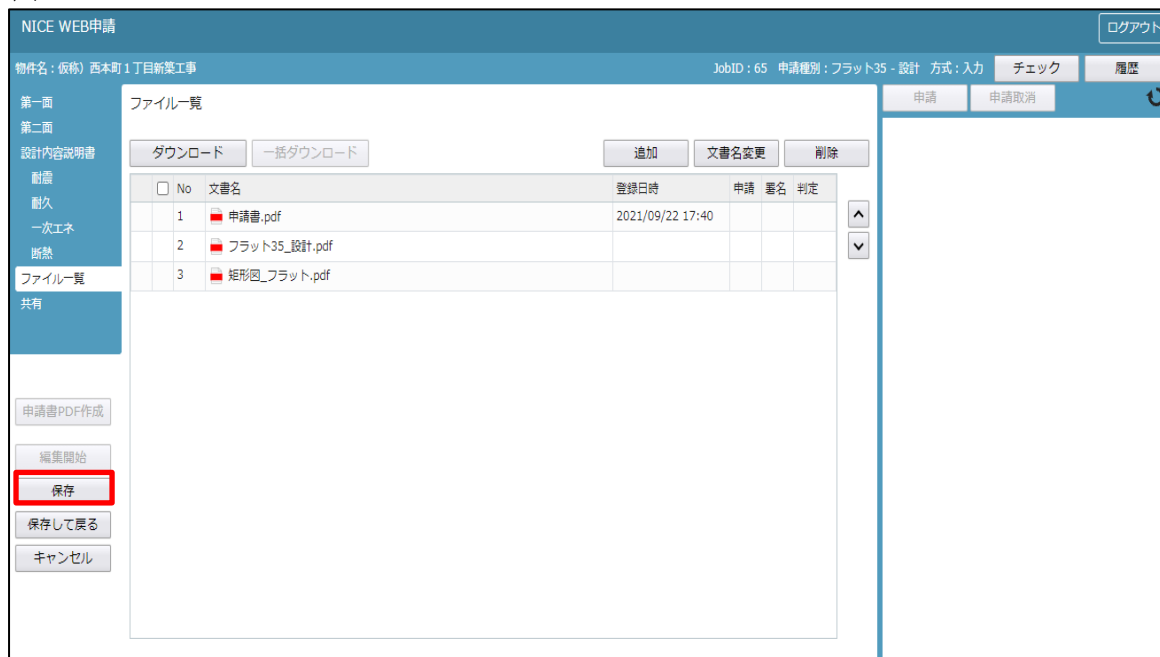 NICE WEB申請
ログアウト
物件名：仮称）西本町１丁目新築工事
JobID：65 申請種別：フラット35 - 設計 方式：入力 チェック 履歴
第一面
第二面
設計内容説明書
耐震
耐久
一次エネ
断熱
ファイル一覧
共有
申請書PDF作成
編集開始
保存
保存して戻る
キャンセル
ファイル一覧
ダウンロード 一括ダウンロード 追加 文書名変更 削除
No 文書名 登録日時 申請 署名 判定
1 申請書.pdf 2021/09/22 17:40
2 フラット35_設計.pdf
3 矩形図_フラット.pdf
申請 申請取消